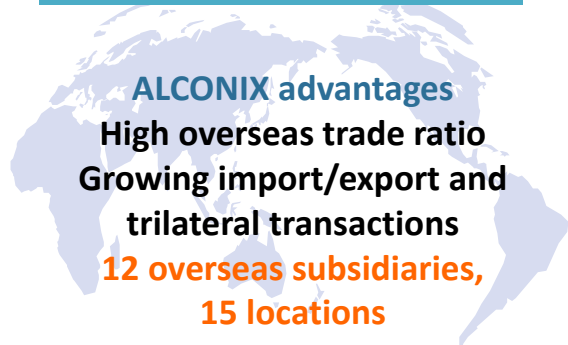 ALCONIX advantages
High overseas trade ratio
Growing import/export and
trilateral transactions
12 overseas subsidiaries,
15 locations